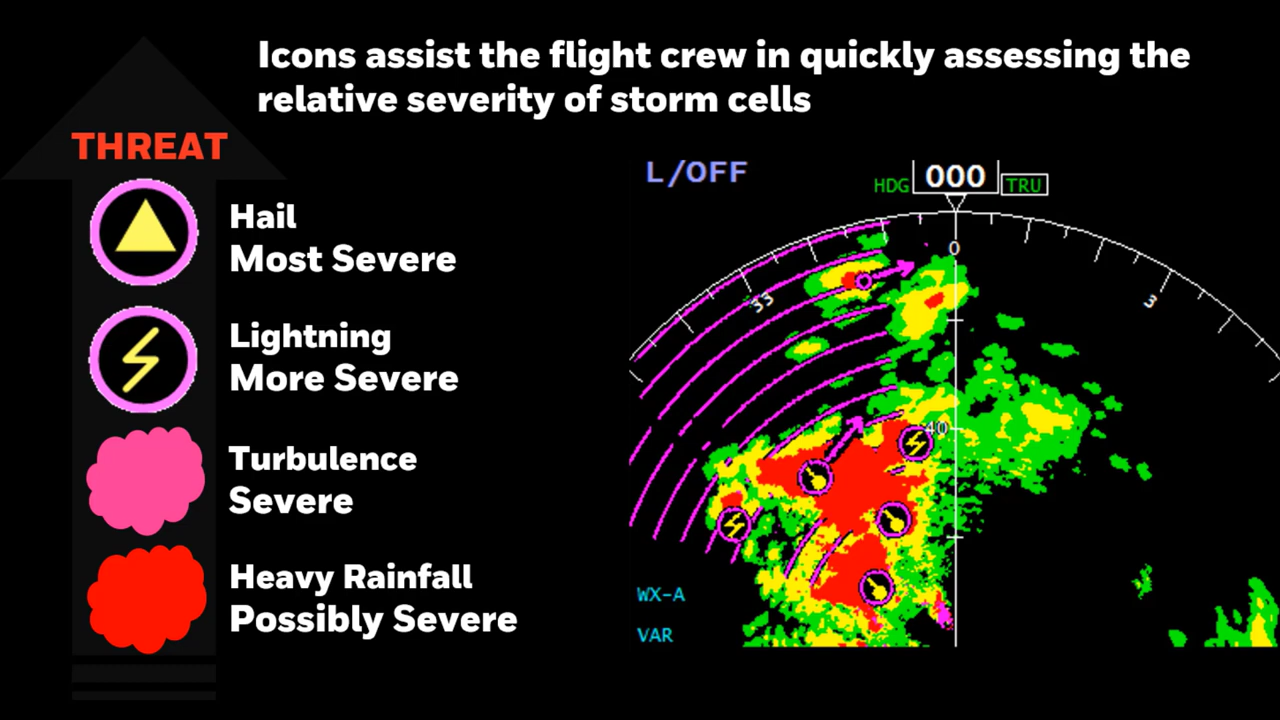 Icons assist the flight crew in quickly assessing the
relative severity of storm cells
THREAT
Hail
Most Severe
Lightning
More Severe
Turbulence
Severe
Heavy Rainfall
Possibly Severe
L/OFF
HDG 000 TRU
0
33
3
40
WX-A
VAR